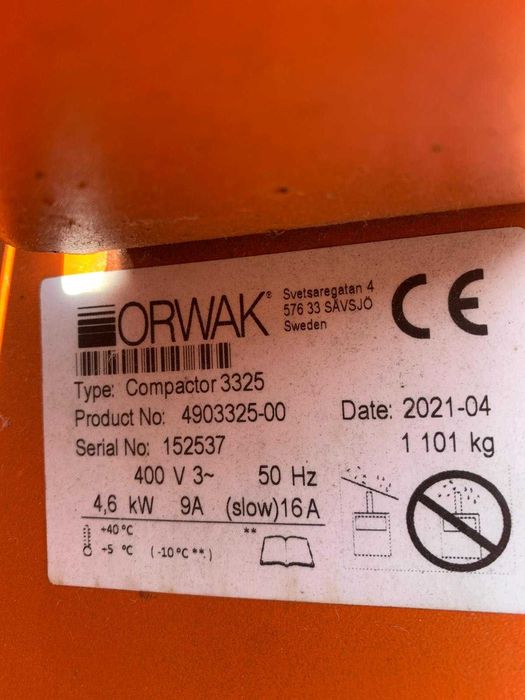 ORWAK®
Svetsaregatan 4
576 33 SÄVSJÖ
Sweden
CE
Type: Compactor 3325
Product No: 4903325-00
Date: 2021-04
Serial No: 152537
1 101 kg
400 V 3~ 50 Hz
4,6 kW 9A (slow)16A
+40 °C
+5 °C (-10°C **.)
**